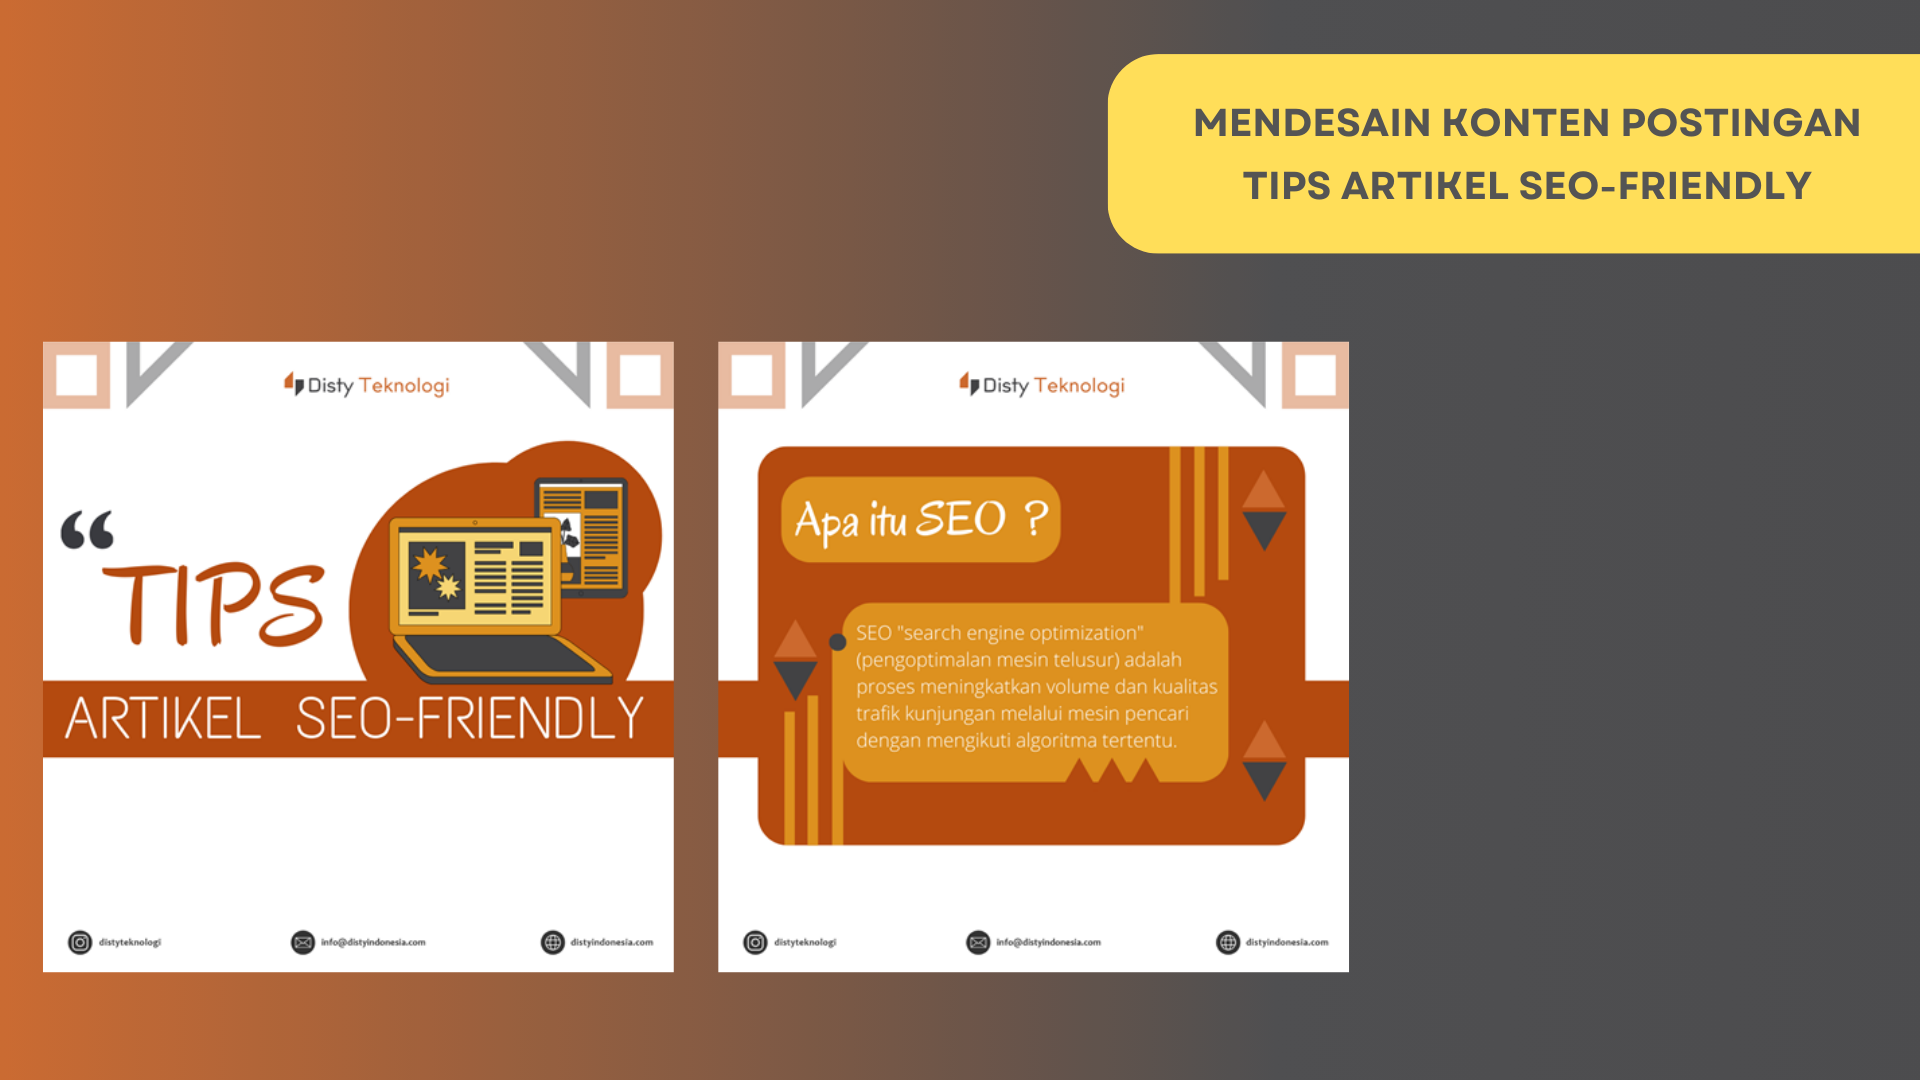 MENDESAIN KONTEN POSTINGAN
TIPS ARTIKEL SEO-FRIENDLY
Disty Teknologi
“
TIPS
ARTIKEL SEO-FRIENDLY
distyteknologi
info@distyindonesia.com
distyindonesia.com
Disty Teknologi
Apa itu SEO ?
SEO "search engine optimization"
(pengoptimalan mesin telusur) adalah
proses meningkatkan volume dan kualitas
trafik kunjungan melalui mesin pencari
dengan mengikuti algoritma tertentu.
distyteknologi
info@distyindonesia.com
distyindonesia.com